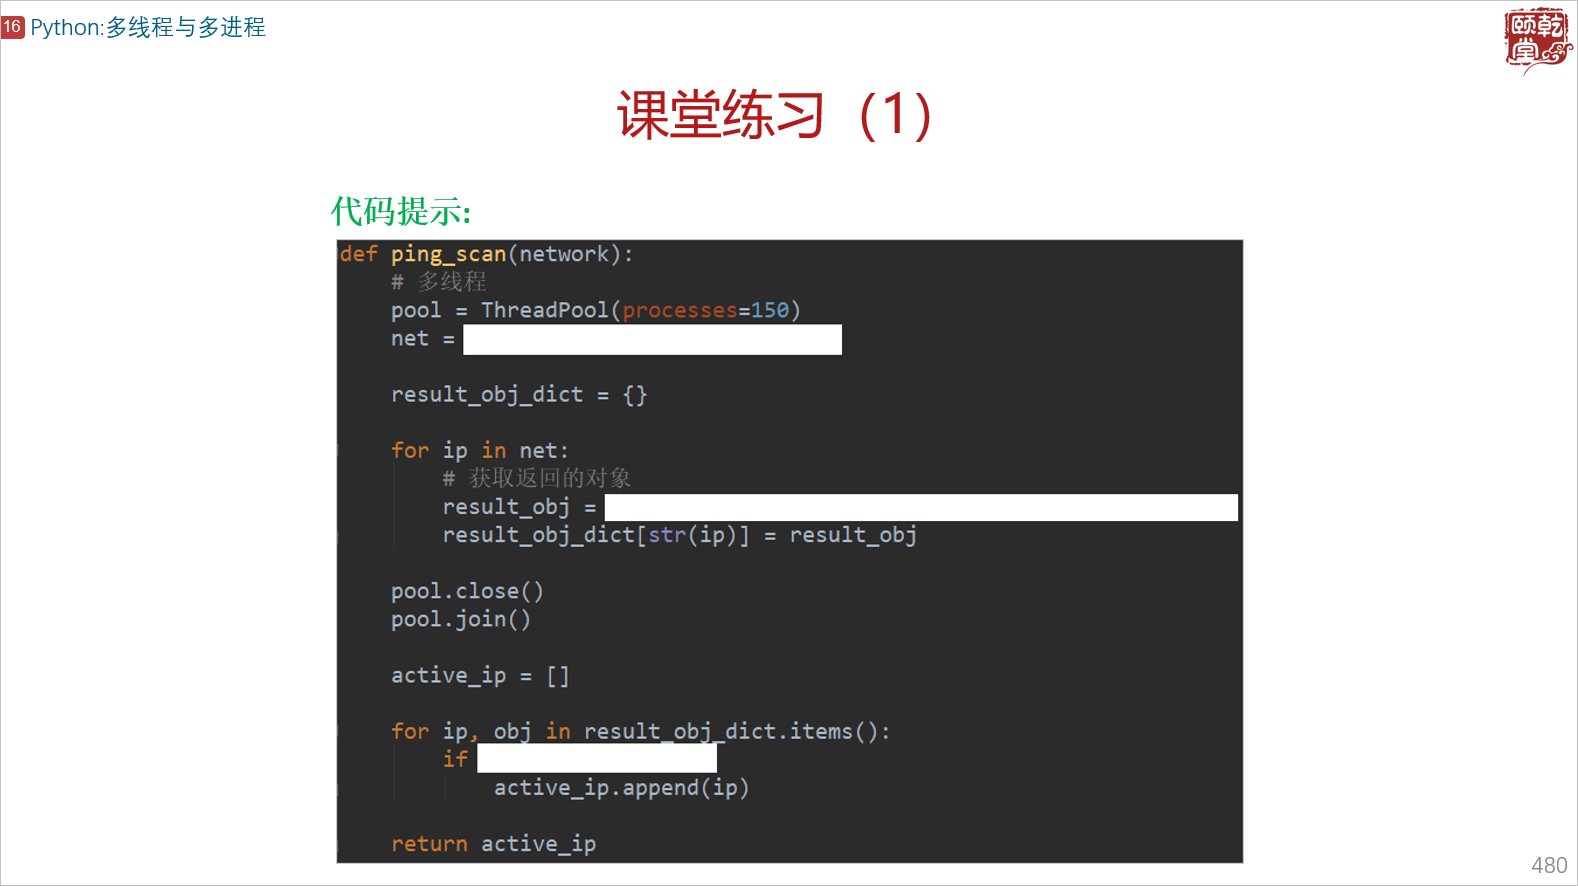 16 Python:多线程与多进程
颐乾堂
课堂练习（1）
代码提示:
def ping_scan(network):
    # 多线程
    pool = ThreadPool(processes=150)
    net =
    result_obj_dict = {}
    for ip in net:
        # 获取返回的对象
        result_obj =
        result_obj_dict[str(ip)] = result_obj
    pool.close()
    pool.join()
    active_ip = []
    for ip, obj in result_obj_dict.items():
        if
            active_ip.append(ip)
    return active_ip
480